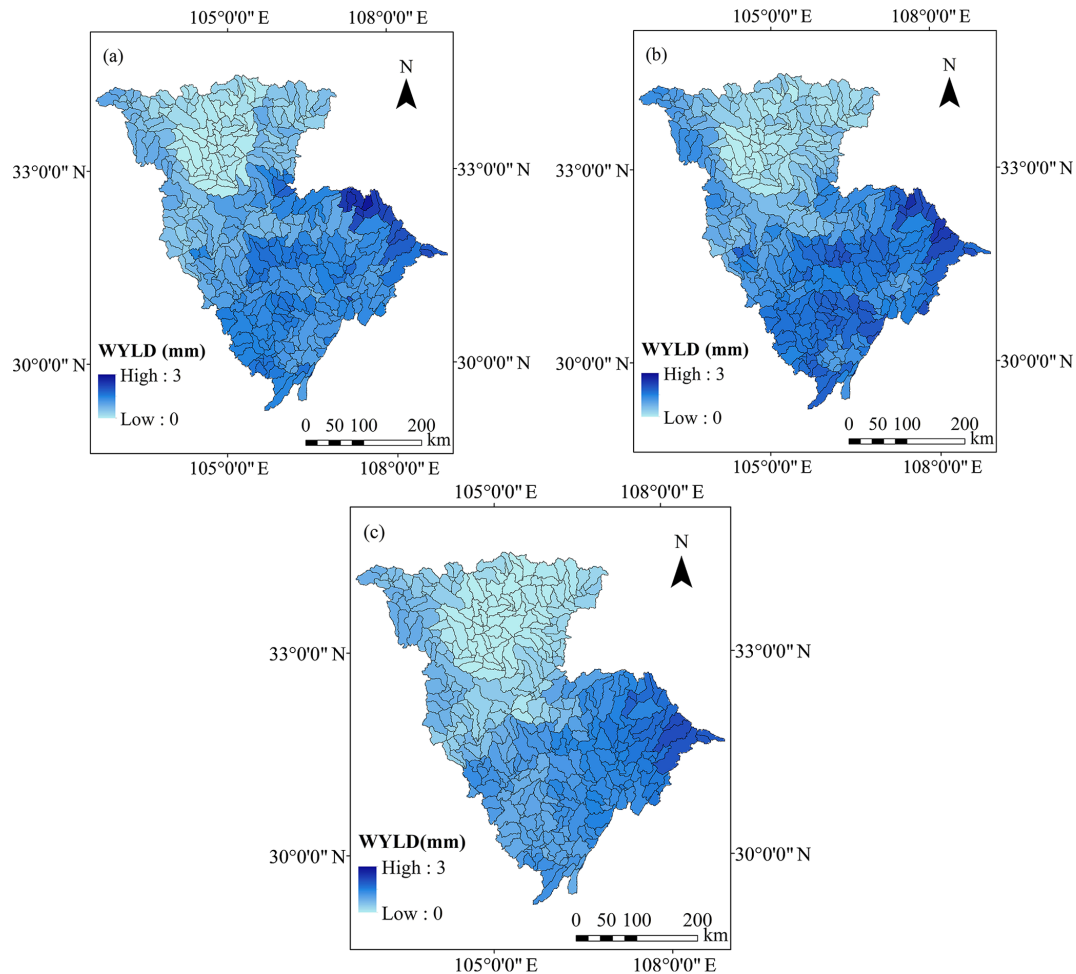 105°0'0" E 108°0'0" E
(a)
N
33°0'0" N 33°0'0" N
WYLD (mm)
High : 3
Low : 0
30°0'0" N 30°0'0" N
0 50 100 200
km
105°0'0" E 108°0'0" E
105°0'0" E 108°0'0" E
(b)
N
33°0'0" N 33°0'0" N
WYLD (mm)
High : 3
Low : 0
30°0'0" N 30°0'0" N
0 50 100 200
km
105°0'0" E 108°0'0" E
105°0'0" E 108°0'0" E
(c)
N
33°0'0" N 33°0'0" N
WYLD(mm)
High : 3
Low : 0
30°0'0" N 30°0'0" N
0 50 100 200
km
105°0'0" E 108°0'0" E